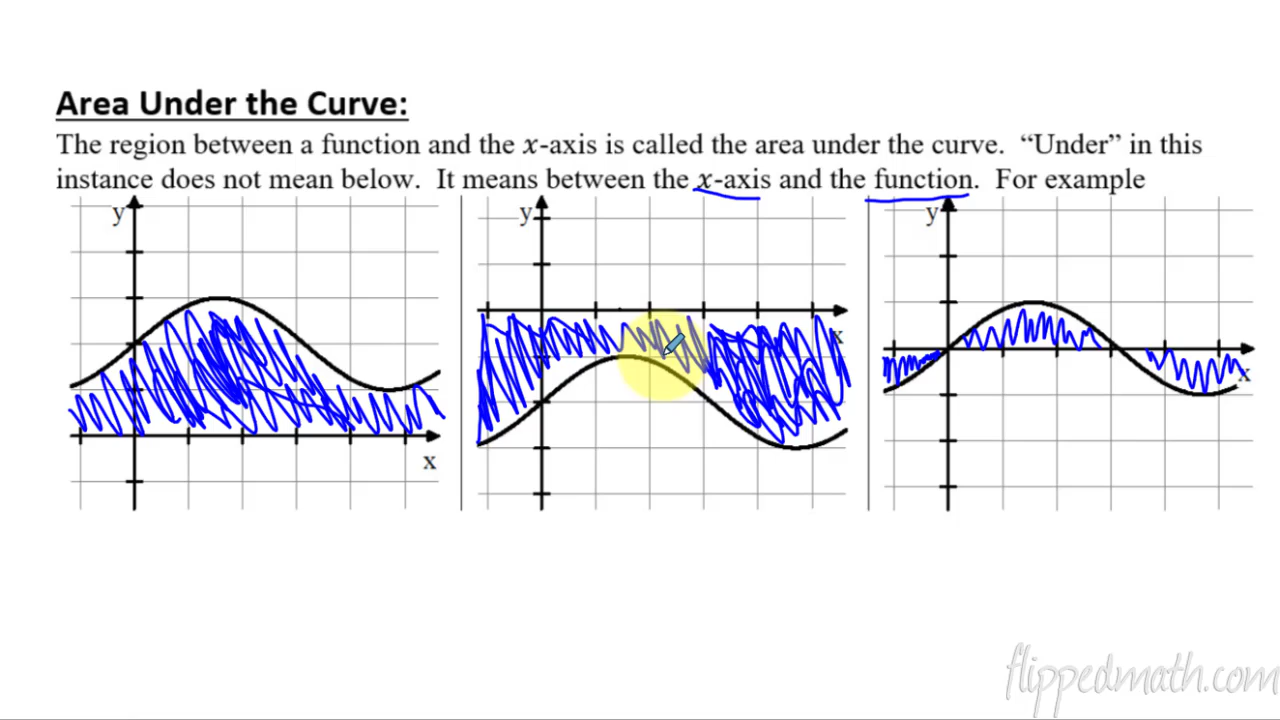 Area Under the Curve:
The region between a function and the x-axis is called the area under the curve.  “Under” in this
instance does not mean below.  It means between the x-axis and the function.  For example
y
x
y
x
y
x
flippedmath.com